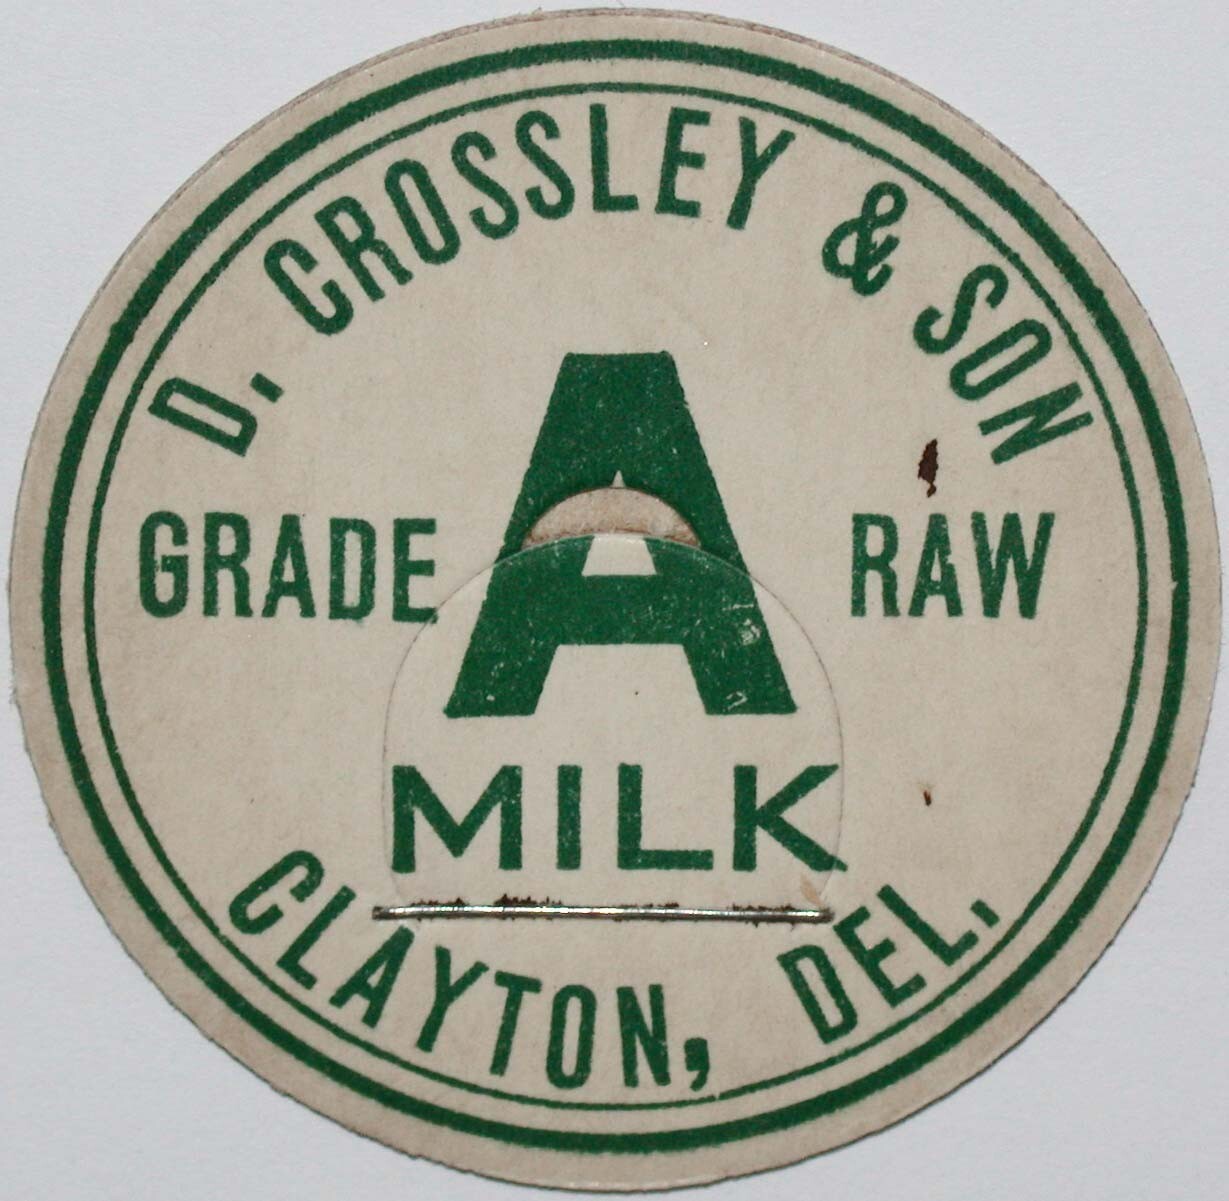 D. CROSSLEY & SON
GRADE A RAW
MILK
CLAYTON, DEL.